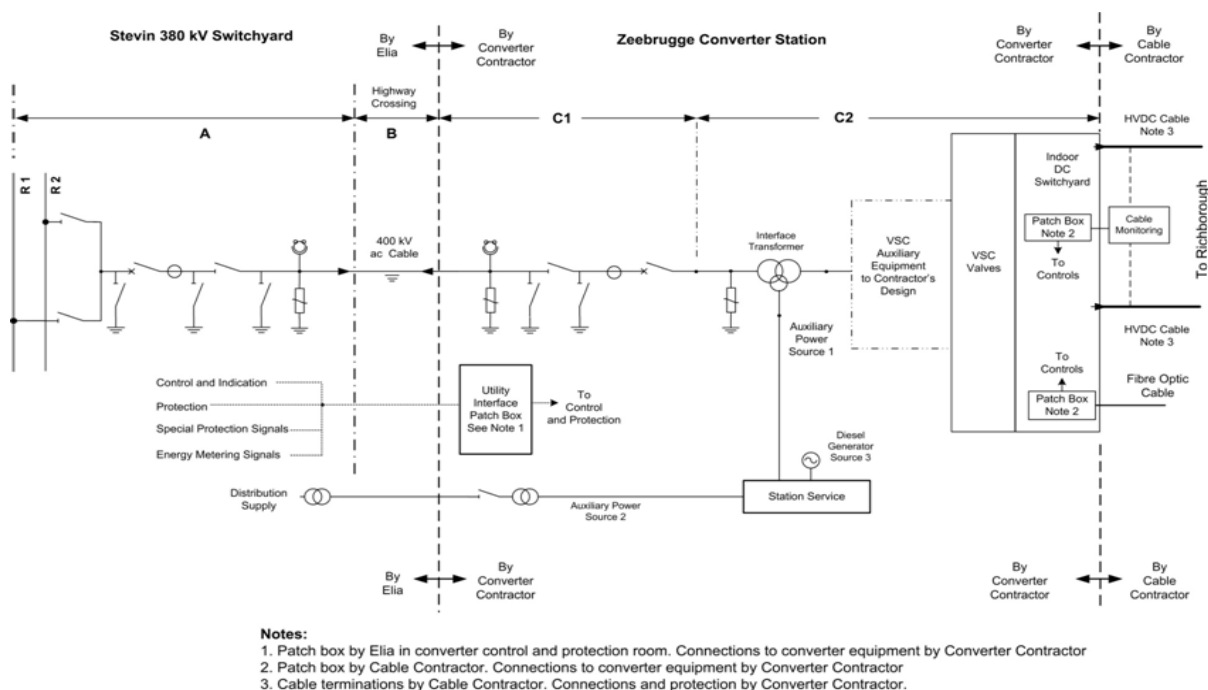 Stevin 380 kV Switchyard
By
Elia
By
Converter
Contractor
Zeebrugge Converter Station
By
Converter
Contractor
By
Cable
Contractor
Highway
Crossing
A
B
C1
C2
HVDC Cable
Note 3
R 1
R 2
400 kV
ac Cable
Interface
Transformer
VSC
Auxiliary
Equipment
to Contractor's
Design
VSC
Valves
Indoor
DC
Switchyard
Patch Box
Note 2
To
Controls
Cable
Monitoring
To Richborough
HVDC Cable
Note 3
Auxiliary
Power
Source 1
To
Controls
Patch Box
Note 2
Fibre Optic
Cable
Control and Indication
Protection
Special Protection Signals
Energy Metering Signals
Utility
Interface
Patch Box
See Note 1
To
Control
and Protection
Diesel
Generator
Source 3
Distribution
Supply
Auxiliary Power
Source 2
Station Service
By
Elia
By
Converter
Contractor
By
Converter
Contractor
By
Cable
Contractor
Notes:
1. Patch box by Elia in converter control and protection room. Connections to converter equipment by Converter Contractor
2. Patch box by Cable Contractor. Connections to converter equipment by Converter Contractor
3. Cable terminations by Cable Contractor. Connections and protection by Converter Contractor.